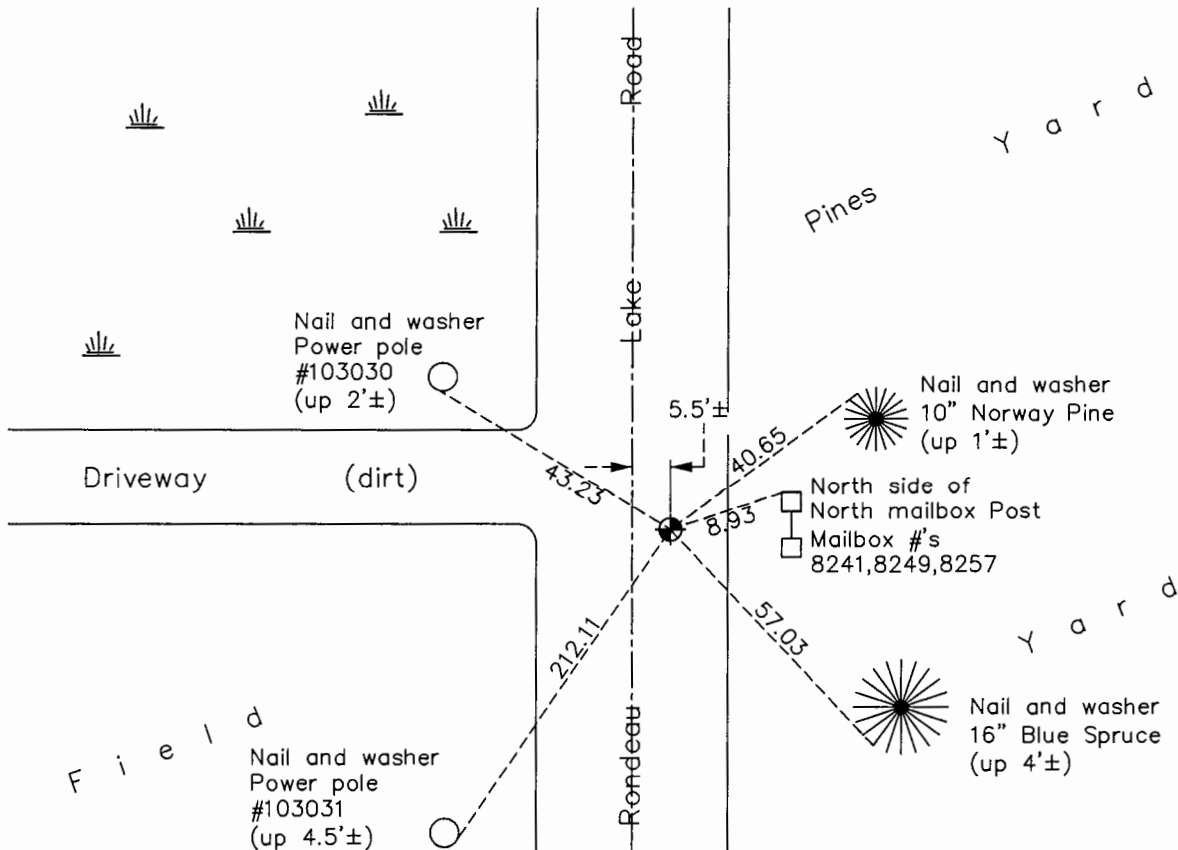 Road
Yard
Pines
Lake
Nail and washer
Power pole
#103030
(up 2'±)
5.5'±
Nail and washer
10" Norway Pine
(up 1'±)
40.65
43.23
Driveway (dirt)
8.93
North side of
North mailbox Post
Mailbox #'s
8241,8249,8257
57.03
212.11
Yard
Rondeau
Nail and washer
16" Blue Spruce
(up 4'±)
Field
Nail and washer
Power pole
#103031
(up 4.5'±)